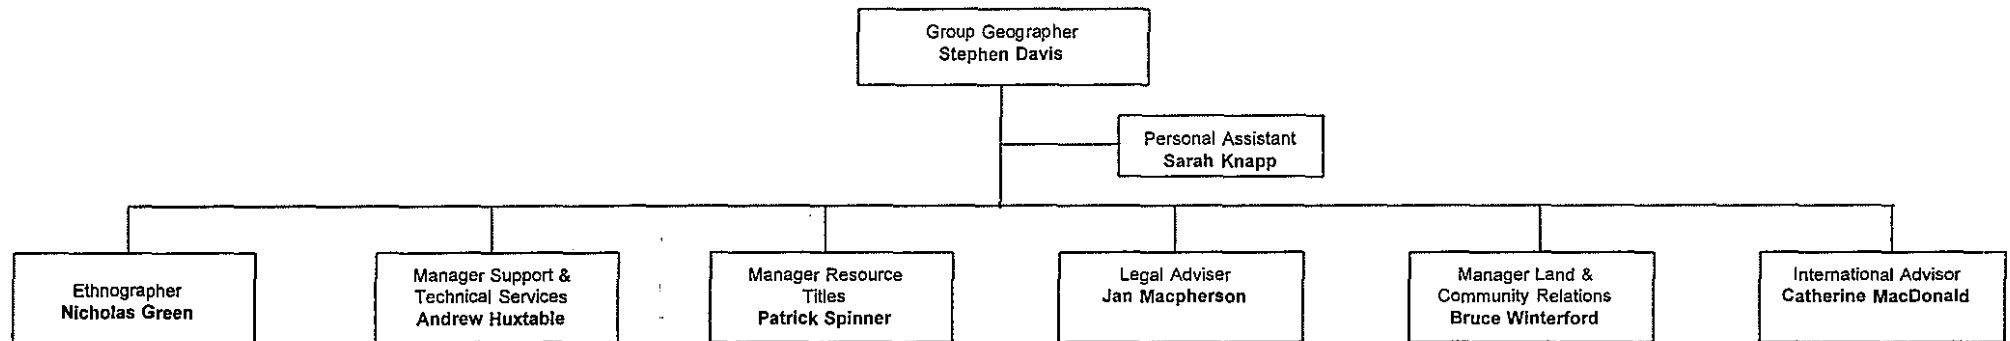 Group Geographer
Stephen Davis
Personal Assistant
Sarah Knapp
Ethnographer
Nicholas Green
Manager Support &
Technical Services
Andrew Huxtable
Manager Resource
Titles
Patrick Spinner
Legal Adviser
Jan Macpherson
Manager Land &
Community Relations
Bruce Winterford
International Advisor
Catherine MacDonald